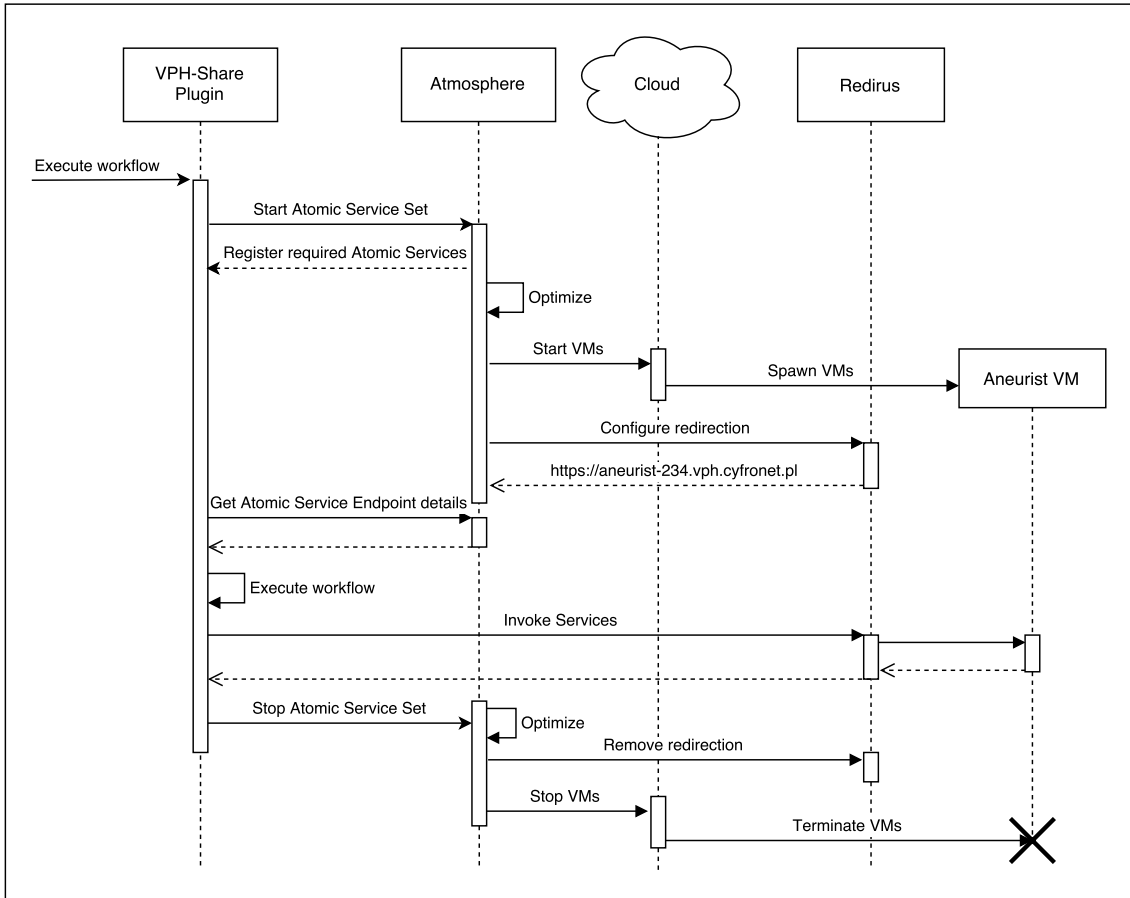 VPH-Share
Plugin
Atmosphere
Cloud
Redirus
Execute workflow
Start Atomic Service Set
Register required Atomic Services
Optimize
Start VMs
Spawn VMs
Aneurist VM
Configure redirection
https://aneurist-234.vph.cyfronet.pl
Get Atomic Service Endpoint details
Execute workflow
Invoke Services
Stop Atomic Service Set
Optimize
Remove redirection
Stop VMs
Terminate VMs